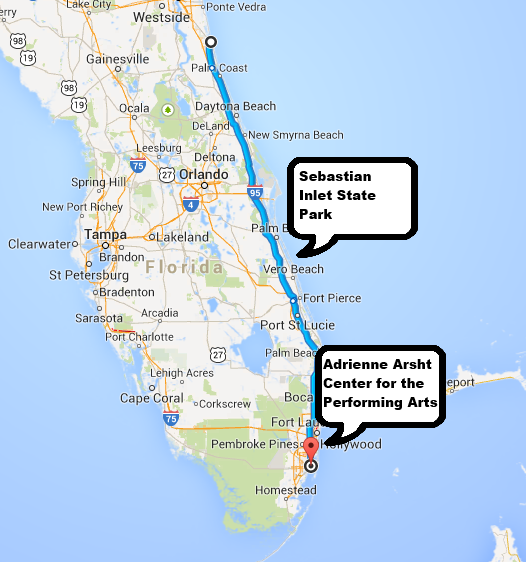 Lake City
Ponte Vedra
Westside
98
Gainesville
19
Palm Coast
98
19
Ocala
Daytona Beach
DeLand
New Smyrna Beach
Leesburg
Deltona
75
27
Orlando
Spring Hill
95
4
Sebastian
Inlet State
Park
New Port Richey
Palm B
Clearwater
Tampa
Lakeland
Brandon
Florida
Vero Beach
St Petersburg
Bradenton
Fort Pierce
Sarasota
Arcadia
Port St Lucie
Port Charlotte
27
Palm Beac
Adrienne Arsht
Center for the
Performing Arts
Lehigh Acres
eeport
Cape Coral
Corkscrew
Boca
75
Fort Lau
Pembroke Pines
Hollywood
Homestead